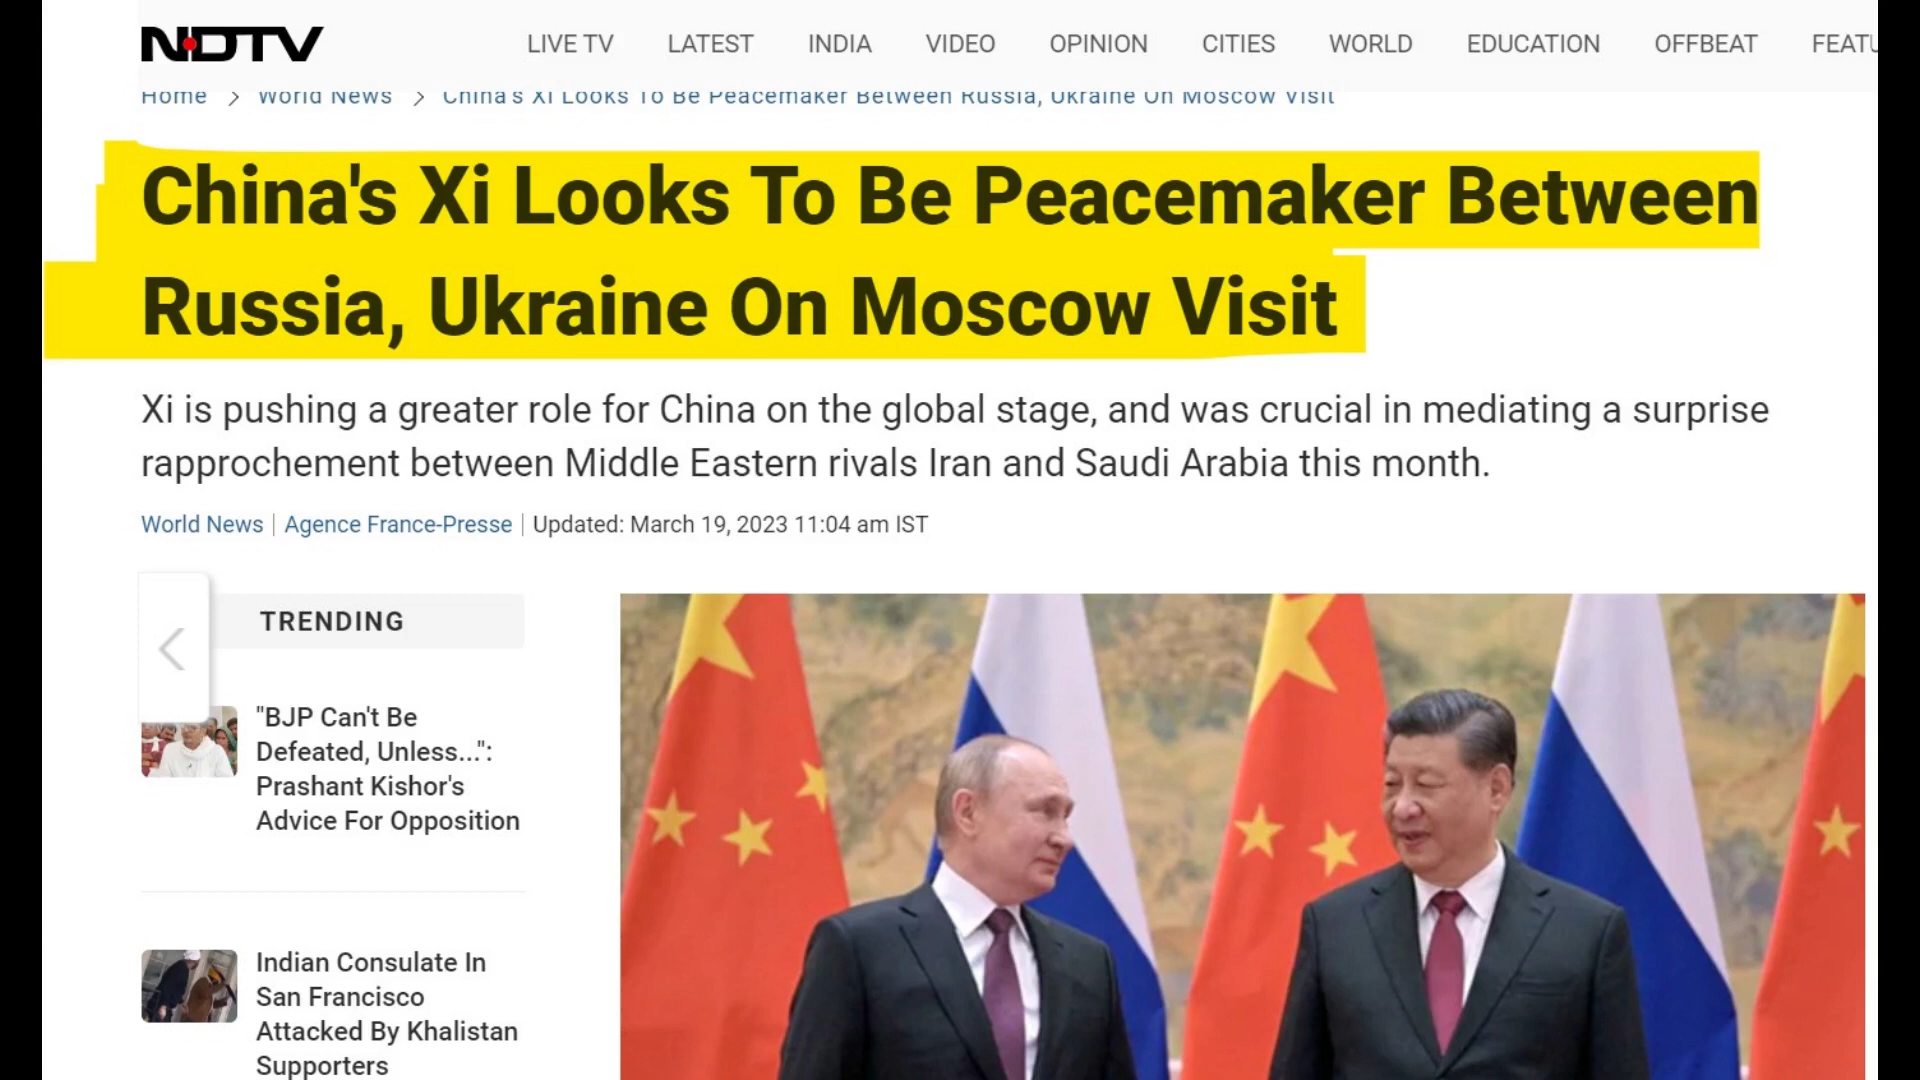 NDTV
LIVE TV LATEST INDIA VIDEO OPINION CITIES WORLD EDUCATION OFFBEAT FEATU
Home > World News > China's Xi Looks To Be Peacemaker Between Russia, Ukraine On Moscow Visit
China's Xi Looks To Be Peacemaker Between
Russia, Ukraine On Moscow Visit
Xi is pushing a greater role for China on the global stage, and was crucial in mediating a surprise
rapprochement between Middle Eastern rivals Iran and Saudi Arabia this month.
World News | Agence France-Presse | Updated: March 19, 2023 11:04 am IST
TRENDING
"BJP Can't Be
Defeated, Unless...":
Prashant Kishor's
Advice For Opposition
Indian Consulate In
San Francisco
Attacked By Khalistan
Supporters